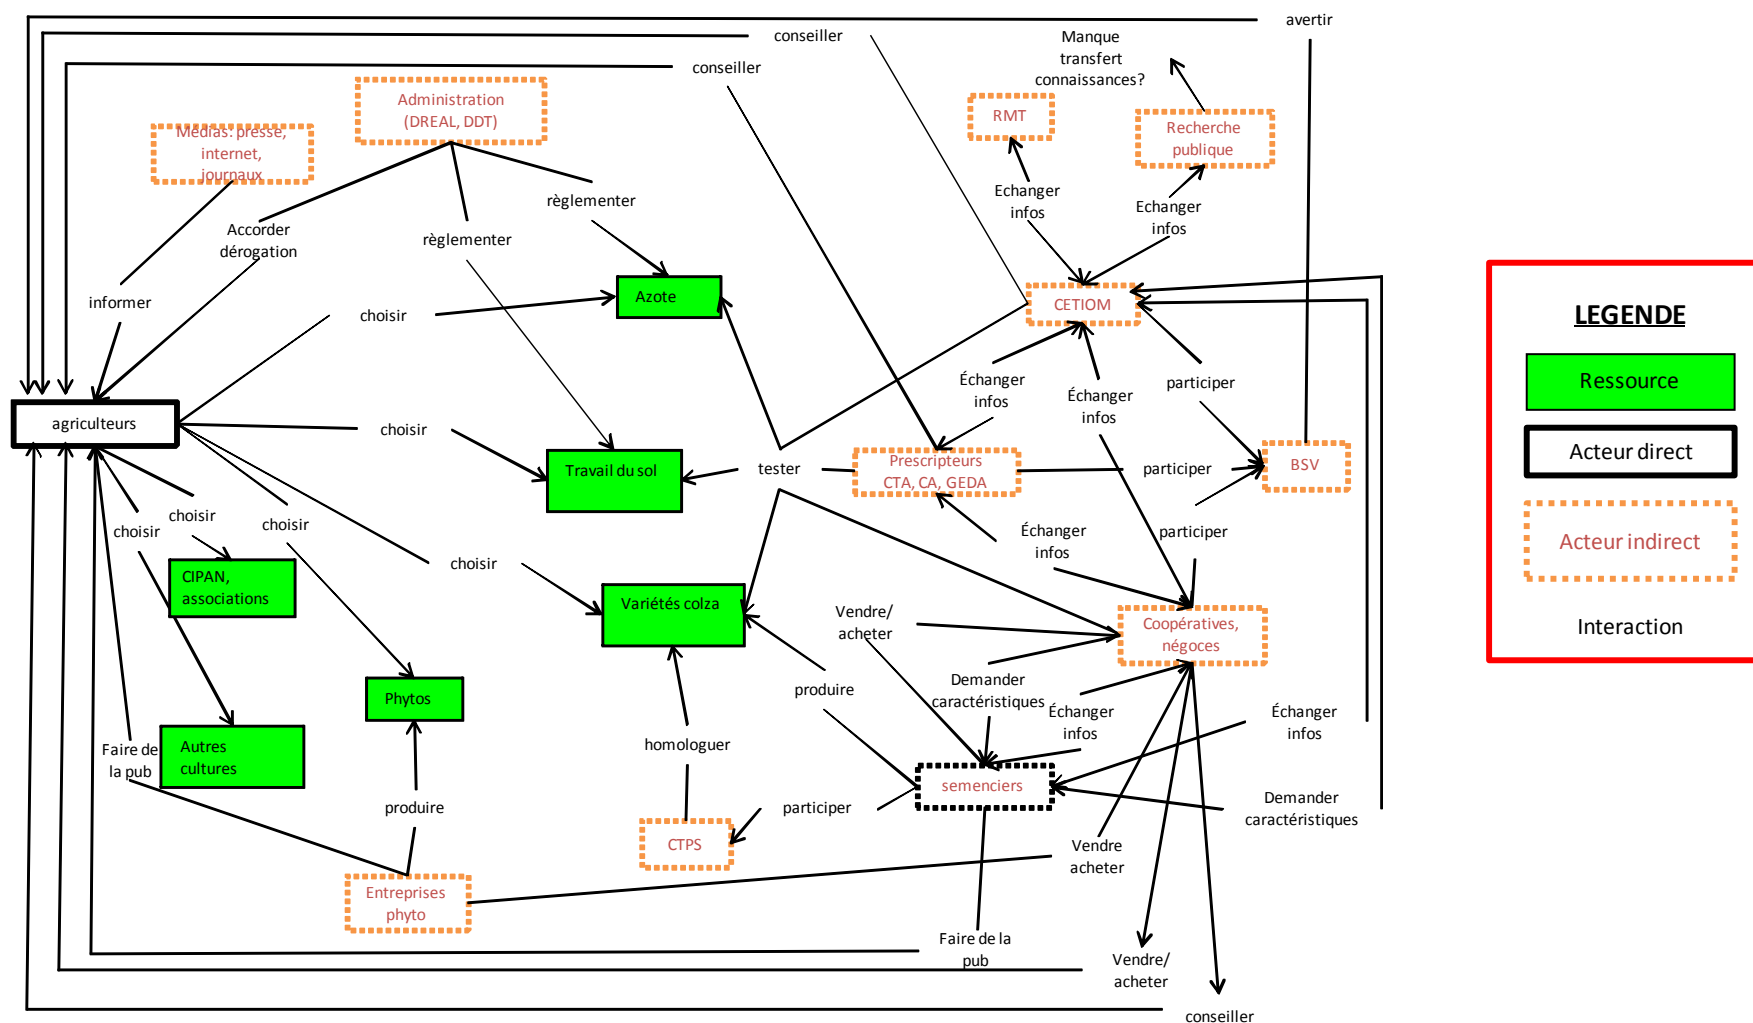 avertir
conseiller
Manque
transfert
connaissances?
conseiller
Administration
(DREAL, DDT)
RMT
Médias: presse,
internet,
journaux
Recherche
publique
Echanger
infos
règlementer
Echanger
infos
Accorder
dérogation
règlementer
informer
Azote
choisir
CETIOM
LEGENDE
Ressource
Échanger
infos
Échanger
infos
participer
agriculteurs
choisir
Acteur direct
Travail du sol
tester
Prescripteurs
CTA, CA, GEDA
participer
BSV
choisir
choisir
choisir
Échanger
infos
participer
Acteur indirect
choisir
CIPAN,
associations
Variétés colza
Vendre/
acheter
Coopératives,
négoces
Interaction
Demander
caractéristiques
produire
Phytos
Échanger
infos
Échanger
infos
Faire de
la pub
Autres
cultures
homologuer
semenciers
produire
participer
Demander
caractéristiques
CTPS
Vendre
acheter
Entreprises
phyto
Faire de la
pub
Vendre/
acheter
conseiller